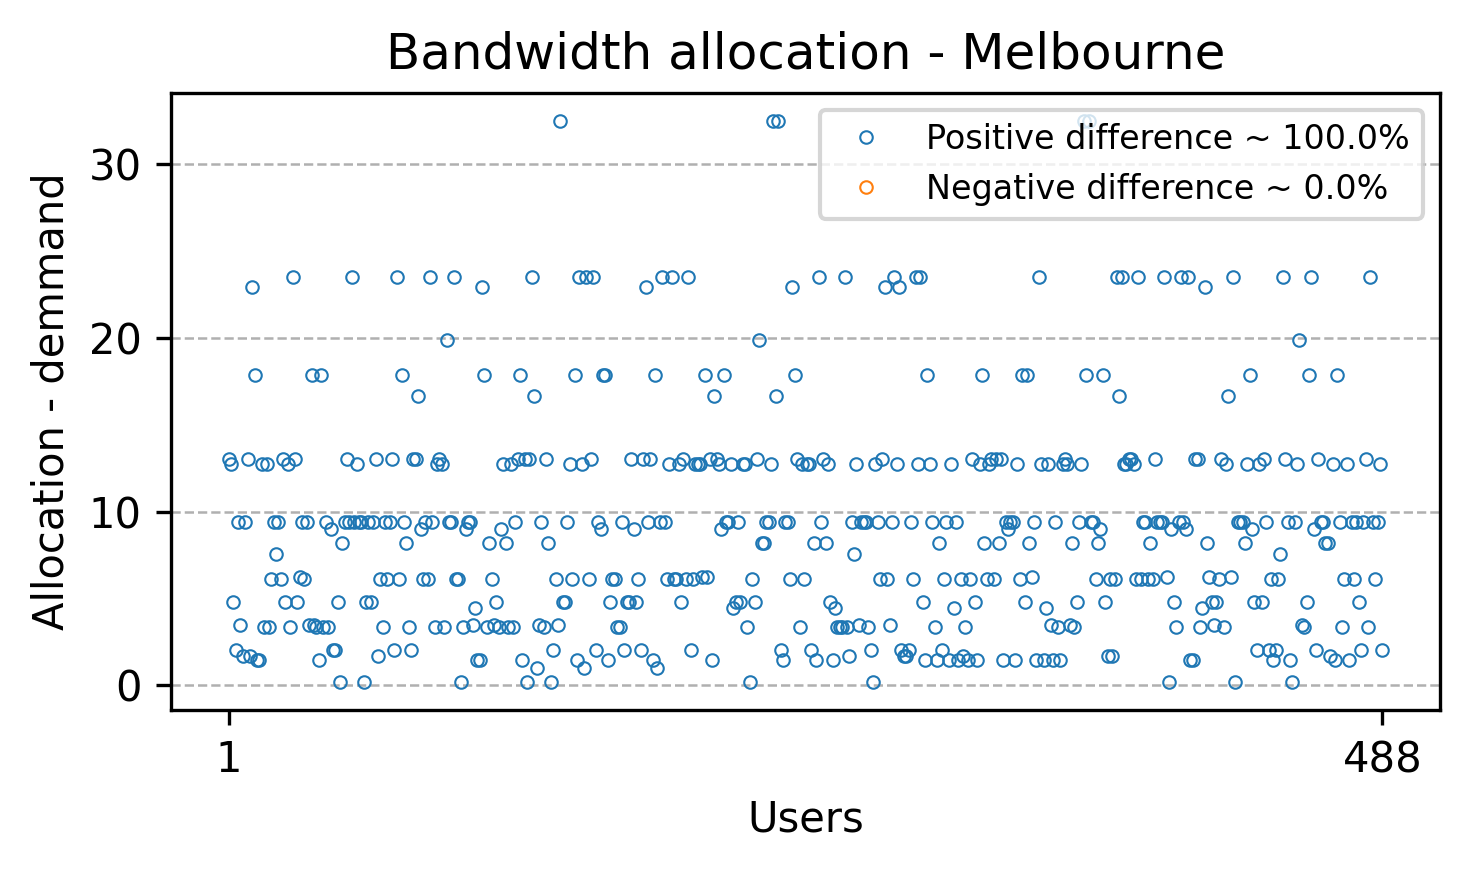 Bandwidth allocation - Melbourne
Positive difference ~ 100.0%
Negative difference ~ 0.0%
Allocation - demmand
30
20
10
0
1
488
Users